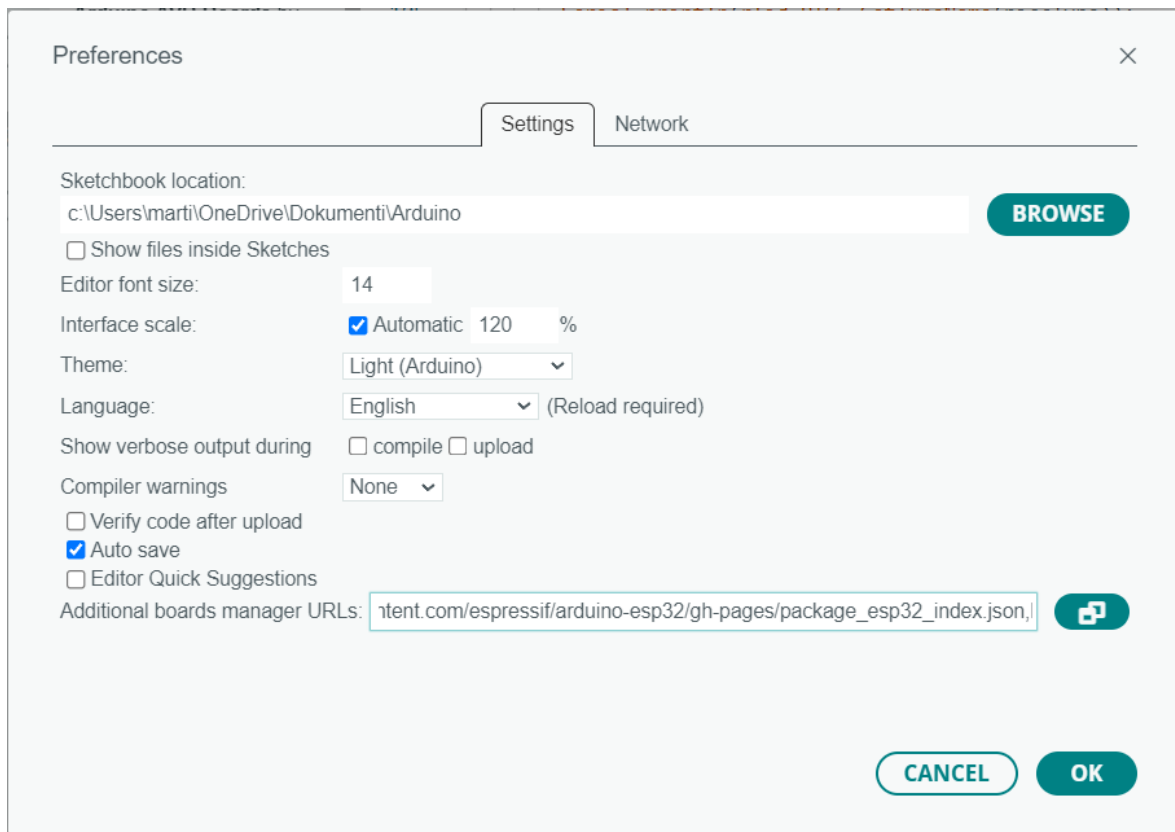 Preferences
Settings Network
Sketchbook location:
c:\Users\marti\OneDrive\Dokumenti\Arduino BROWSE
Show files inside Sketches
Editor font size: 14
Interface scale: Automatic 120 %
Theme: Light (Arduino)
Language: English (Reload required)
Show verbose output during compile upload
Compiler warnings None
Verify code after upload
Auto save
Editor Quick Suggestions
Additional boards manager URLs: ntent.com/espressif/arduino-esp32/gh-pages/package_esp32_index.json,
CANCEL OK